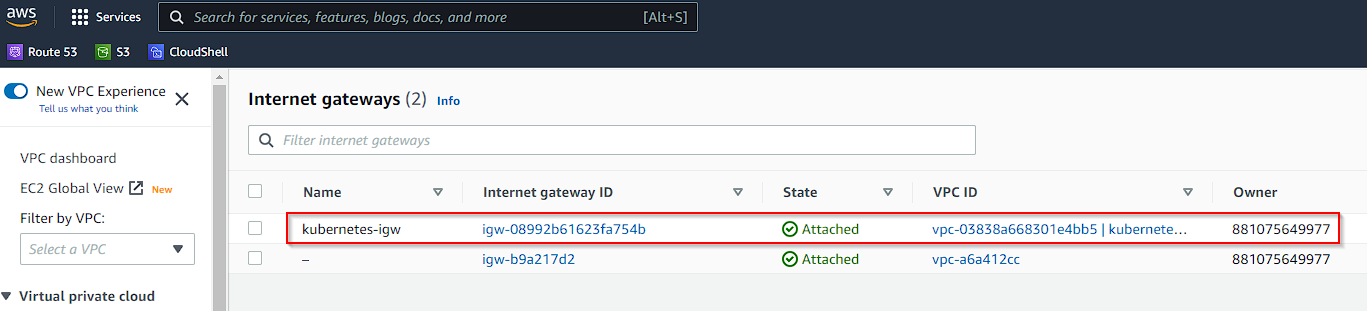 aws Services Search for services, features, blogs, docs, and more [Alt+S]
Route 53 S3 CloudShell
New VPC Experience
Tell us what you think
VPC dashboard
EC2 Global View New
Filter by VPC:
Select a VPC
Virtual private cloud
Internet gateways (2) Info
Filter internet gateways
Name Internet gateway ID State VPC ID Owner
kubernetes-igw igw-08992b61623fa754b Attached vpc-03838a668301e4bb5 | kubernete... 881075649977
– igw-b9a217d2 Attached vpc-a6a412cc 881075649977